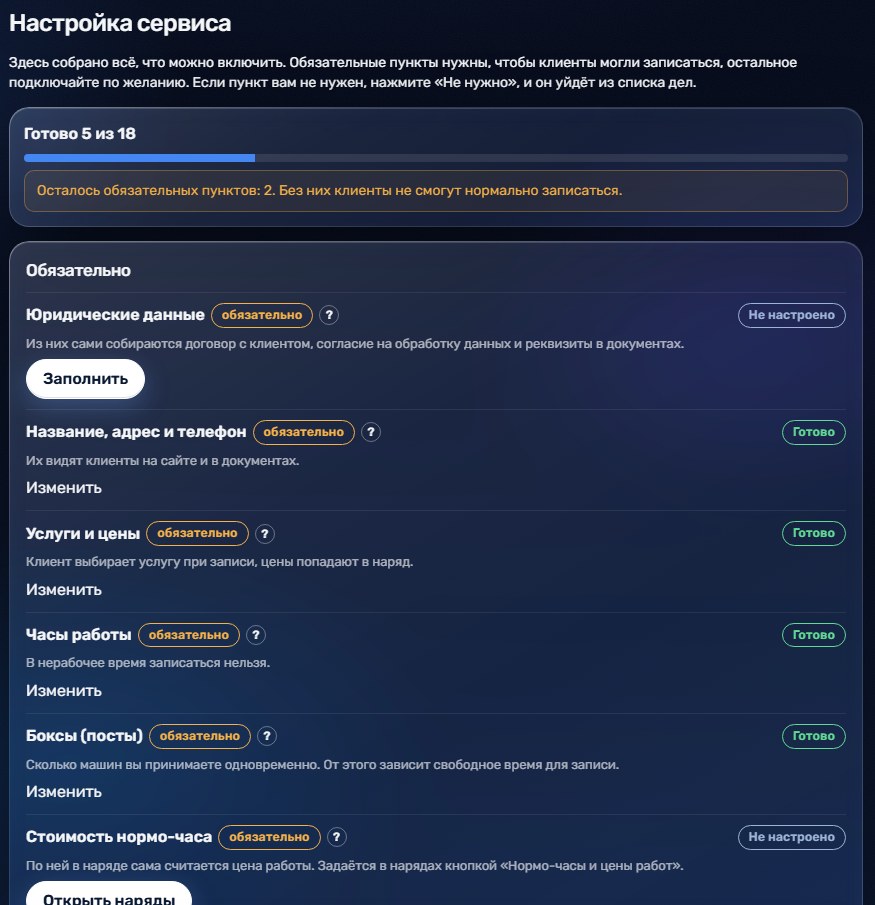 Настройка сервиса
Здесь собрано всё, что можно включить. Обязательные пункты нужны, чтобы клиенты могли записаться, остальное
подключайте по желанию. Если пункт вам не нужен, нажмите «Не нужно», и он уйдёт из списка дел.
Готово 5 из 18
Осталось обязательных пунктов: 2. Без них клиенты не смогут нормально записаться.
Обязательно
Юридические данные обязательно ? Не настроено
Из них сами собираются договор с клиентом, согласие на обработку данных и реквизиты в документах.
Заполнить
Название, адрес и телефон обязательно ? Готово
Их видят клиенты на сайте и в документах.
Изменить
Услуги и цены обязательно ? Готово
Клиент выбирает услугу при записи, цены попадают в наряд.
Изменить
Часы работы обязательно ? Готово
В нерабочее время записаться нельзя.
Изменить
Боксы (посты) обязательно ? Готово
Сколько машин вы принимаете одновременно. От этого зависит свободное время для записи.
Изменить
Стоимость нормо-часа обязательно ? Не настроено
По ней в наряде сама считается цена работы. Задаётся в нарядах кнопкой «Нормо-часы и цены работ».
Открыть наряды